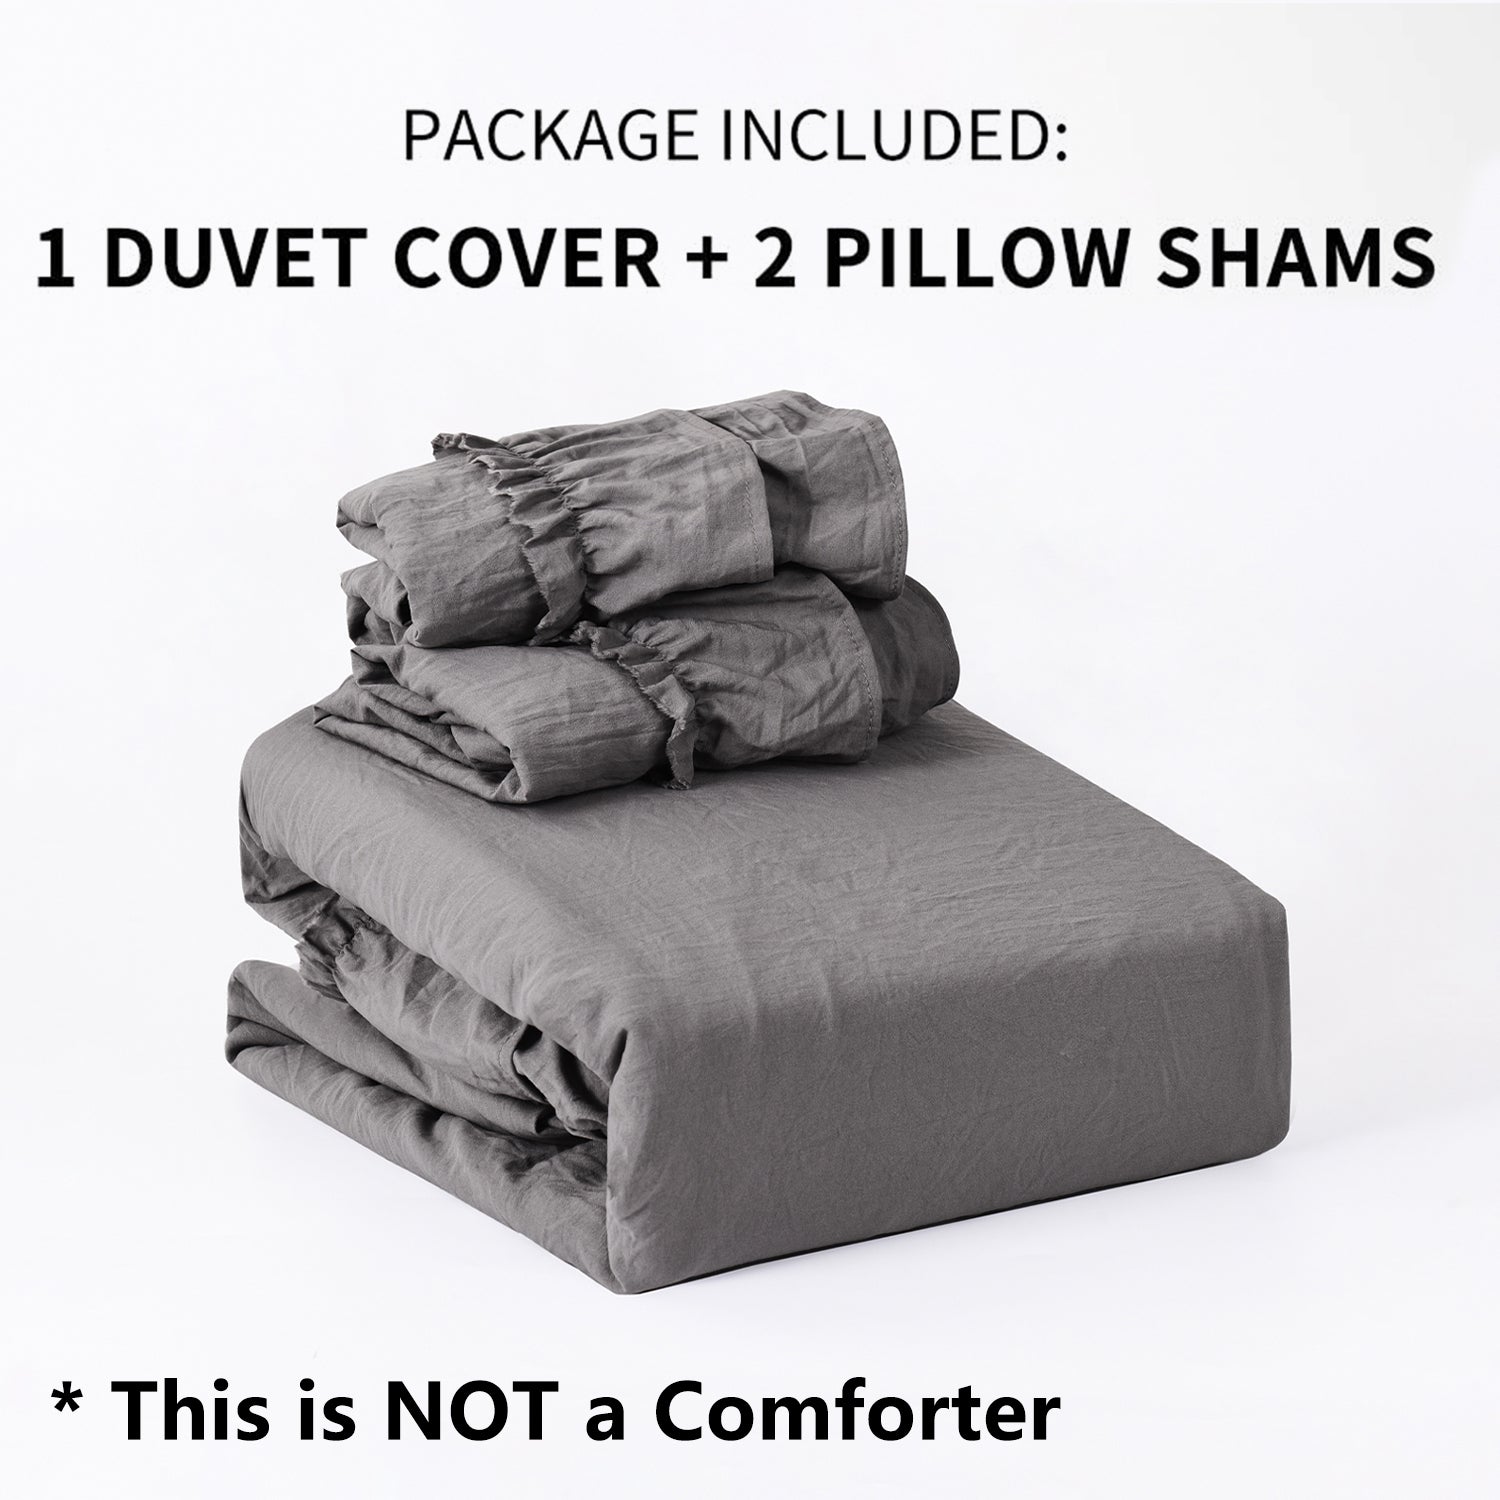 PACKAGE INCLUDED:
1 DUVET COVER + 2 PILLOW SHAMS
* This is NOT a Comforter